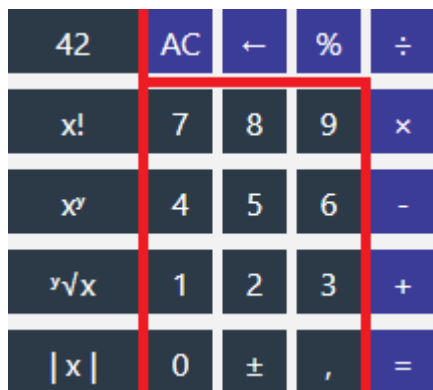 42 AC ← % ÷
x! 7 8 9 ×
xʸ 4 5 6 -
ʸ√x 1 2 3 +
|x| 0 ± , =